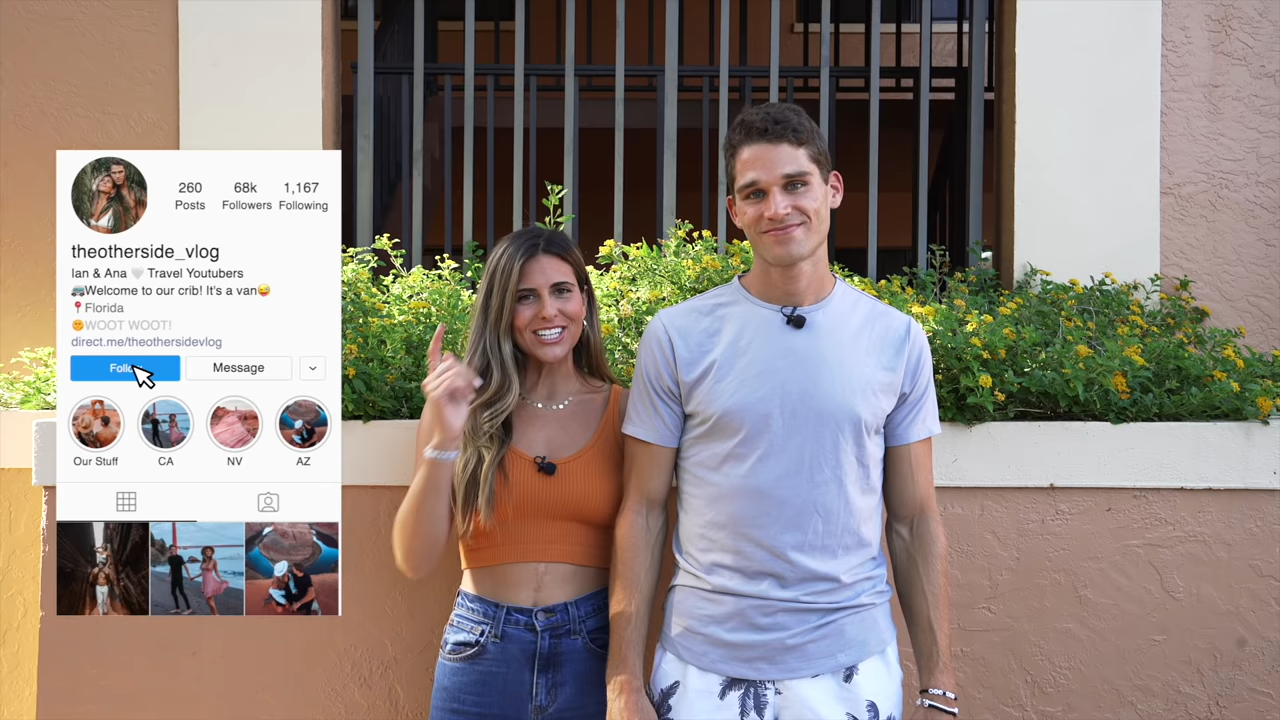 260 68k 1,167
Posts Followers Following
theotherside_vlog
Ian & Ana 🤍 Travel Youtubers
🚐Welcome to our crib! It's a van😜
📍Florida
WOOT WOOT!
direct.me/theothersidevlog
Message
Our Stuff CA NV AZ